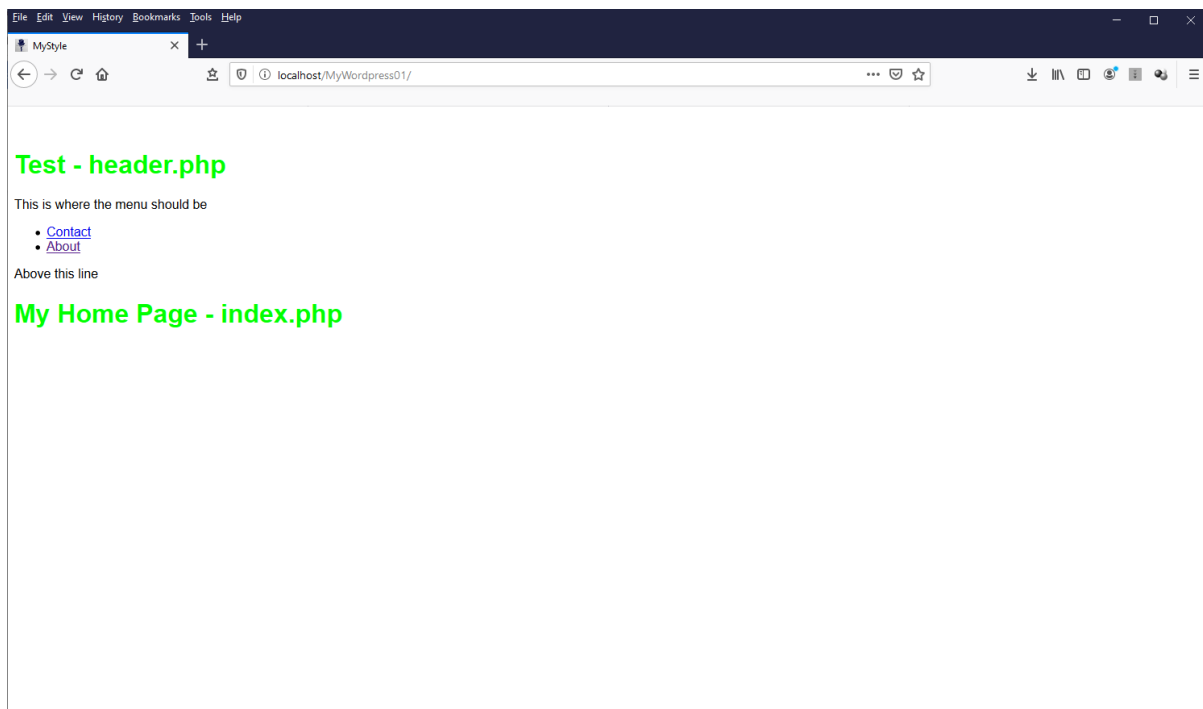 File Edit View History Bookmarks Tools Help
MyStyle
localhost/MyWordpress01/
Test - header.php
This is where the menu should be
Contact
About
Above this line
My Home Page - index.php